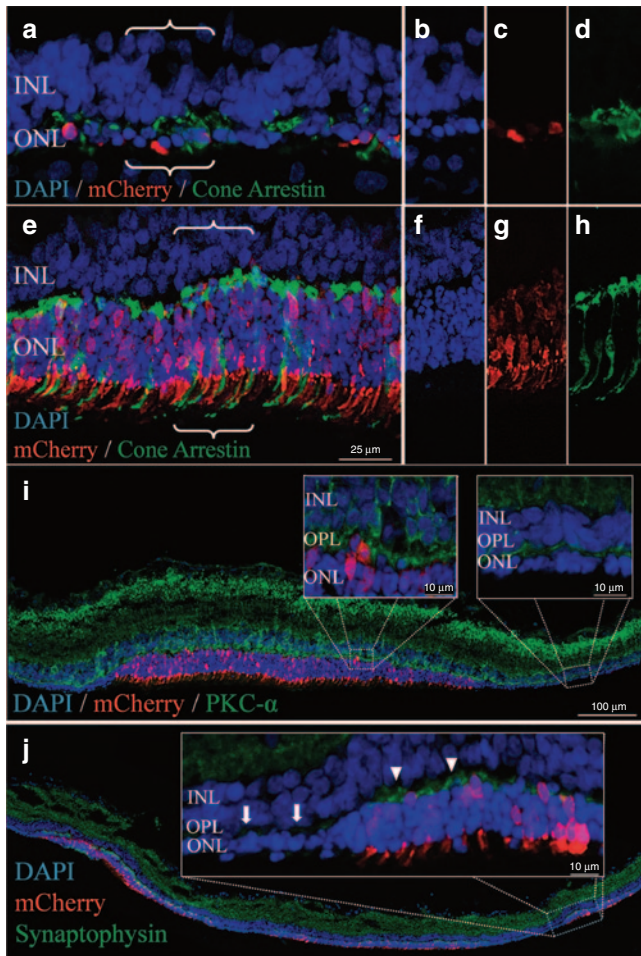 a
b
c
d
INL
ONL
DAPI / mCherry / Cone Arrestin
e
f
g
h
INL
ONL
DAPI
mCherry / Cone Arrestin
25 μm
i
INL
OPL
ONL
10 μm
INL
OPL
ONL
10 μm
DAPI / mCherry / PKC-α
100 μm
j
INL
OPL
ONL
10 μm
DAPI
mCherry
Synaptophysin